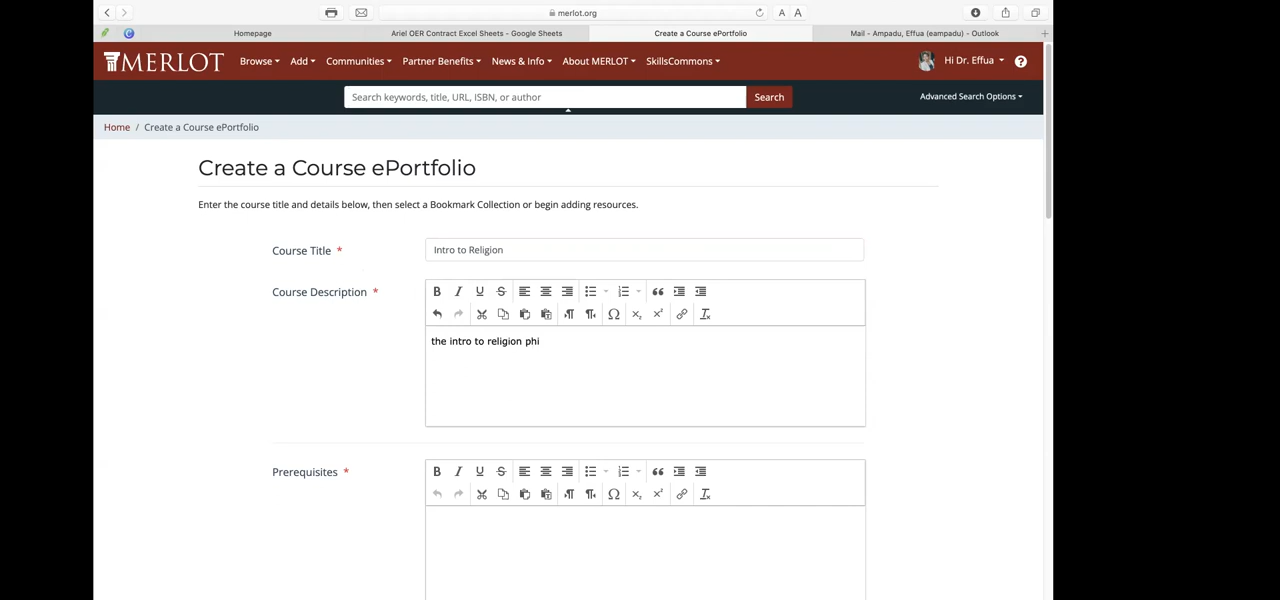 merlot.org
A A
Homepage
Ariel OER Contract Excel Sheets - Google Sheets
Create a Course ePortfolio
Mail - Ampadu, Effua (eampadu) - Outlook
MERLOT
Browse Add Communities Partner Benefits News & Info About MERLOT SkillsCommons
Hi Dr. Effua
Search keywords, title, URL, ISBN, or author
Search
Advanced Search Options
Home / Create a Course ePortfolio
Create a Course ePortfolio
Enter the course title and details below, then select a Bookmark Collection or begin adding resources.
Course Title *
Intro to Religion
Course Description *
the intro to religion phi
Prerequisites *